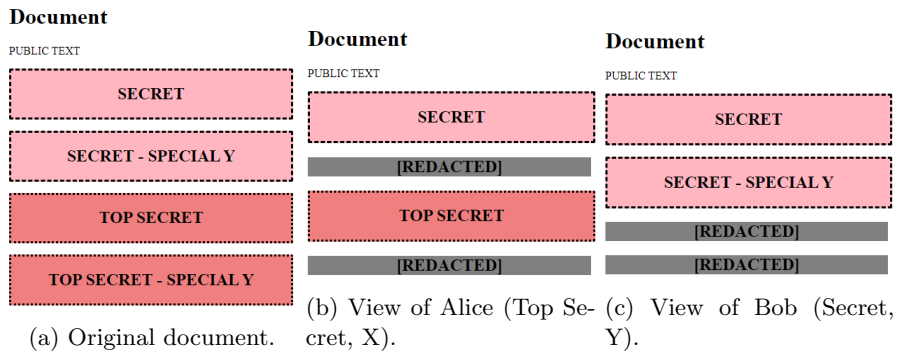 Document
PUBLIC TEXT
SECRET
SECRET - SPECIAL Y
TOP SECRET
TOP SECRET - SPECIAL Y
(a) Original document.
Document
PUBLIC TEXT
SECRET
[REDACTED]
TOP SECRET
[REDACTED]
(b) View of Alice (Top Se-
cret, X).
Document
PUBLIC TEXT
SECRET
SECRET - SPECIAL Y
[REDACTED]
[REDACTED]
(c) View of Bob (Secret,
Y).